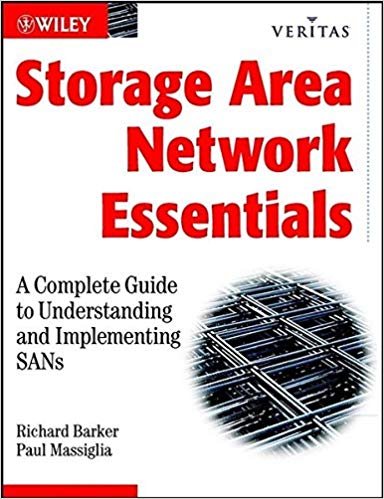 WILEY
VERITAS
Storage Area
Network
Essentials
A Complete Guide
to Understanding
and Implementing
SANs
Richard Barker
Paul Massiglia